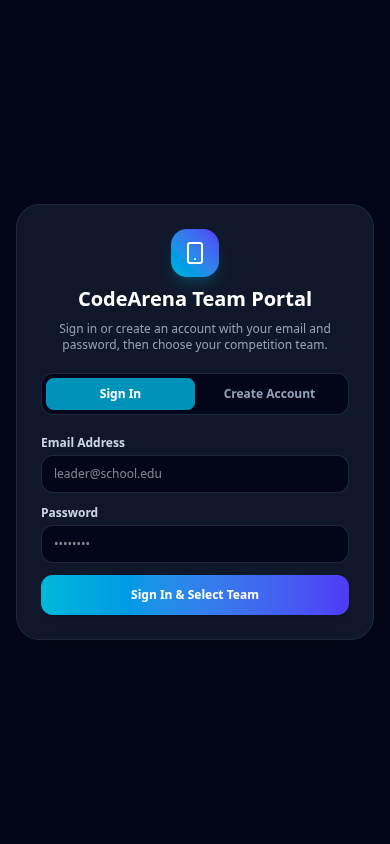 CodeArena Team Portal
Sign in or create an account with your email and
password, then choose your competition team.
Sign In
Create Account
Email Address
leader@school.edu
Password
••••••••
Sign In & Select Team